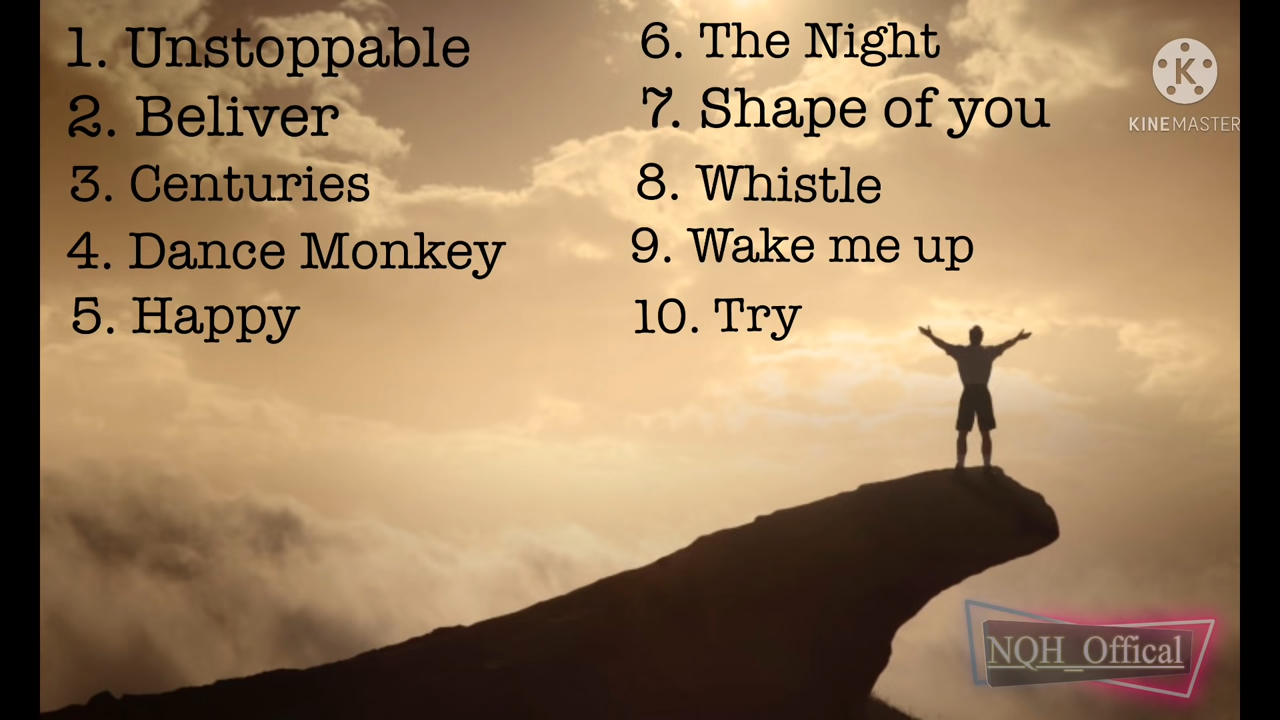 1. Unstoppable
2. Beliver
3. Centuries
4. Dance Monkey
5. Happy
6. The Night
7. Shape of you
8. Whistle
9. Wake me up
10. Try
K
KINEMASTER
NQH_Offical